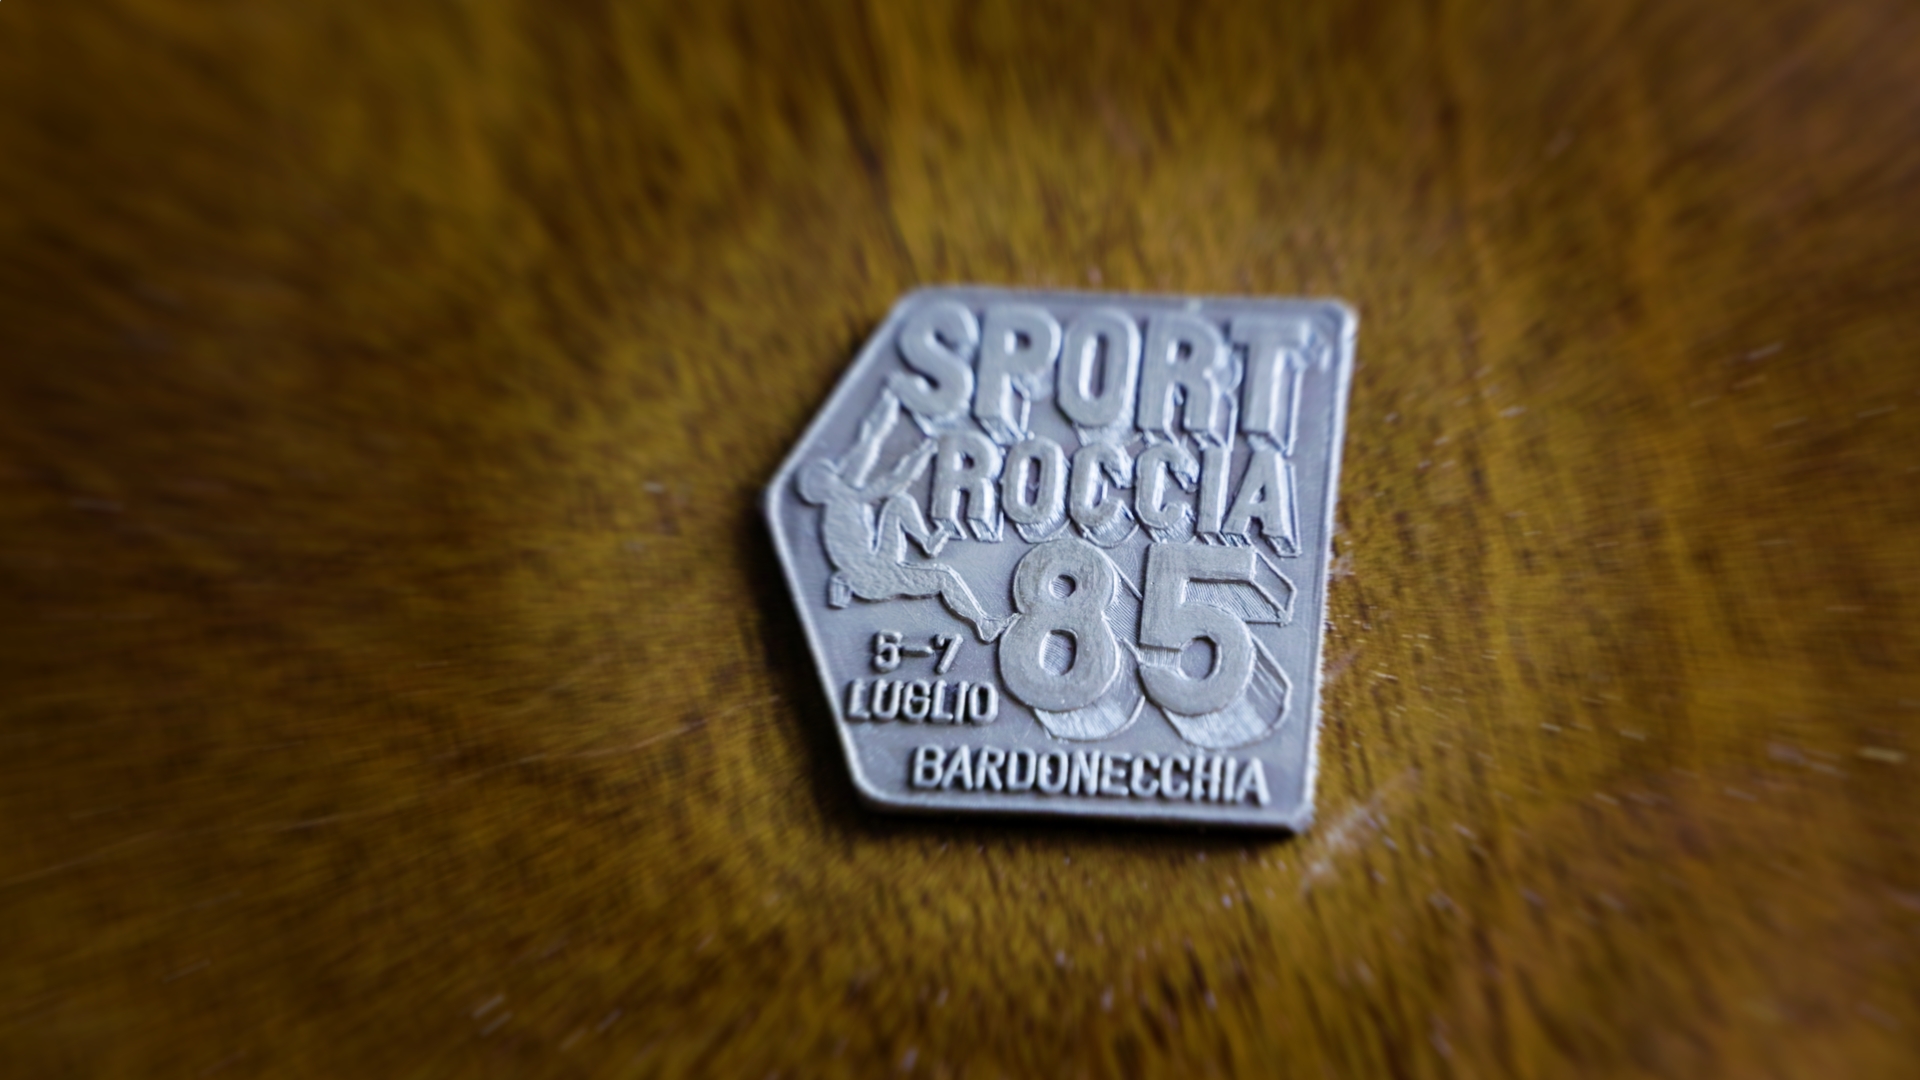 SPORT
ROCCIA
85
5-7
LUGLIO
BARDONECCHIA